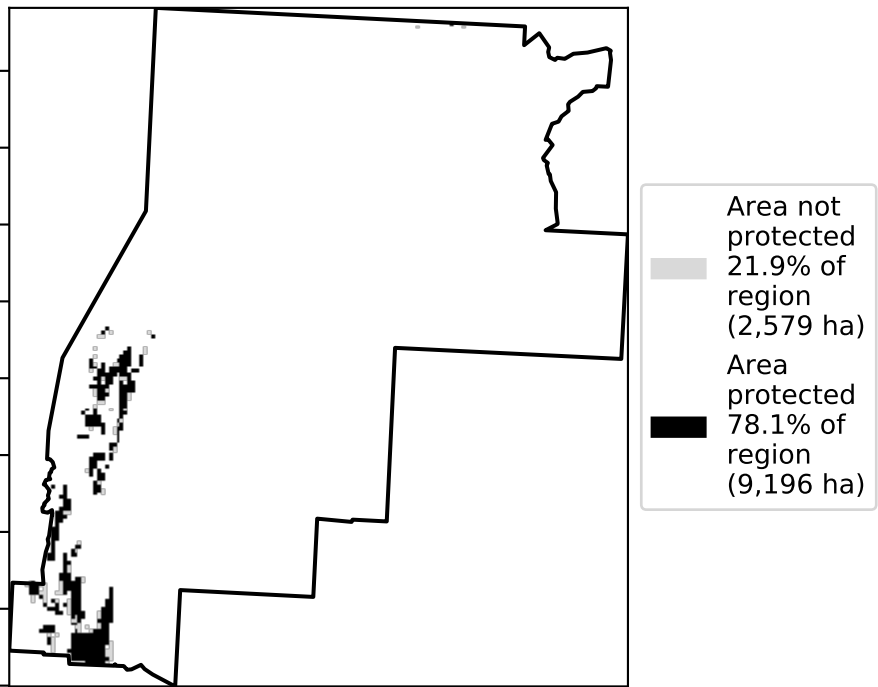 Area not
protected
21.9% of
region
(2,579 ha)
Area
protected
78.1% of
region
(9,196 ha)